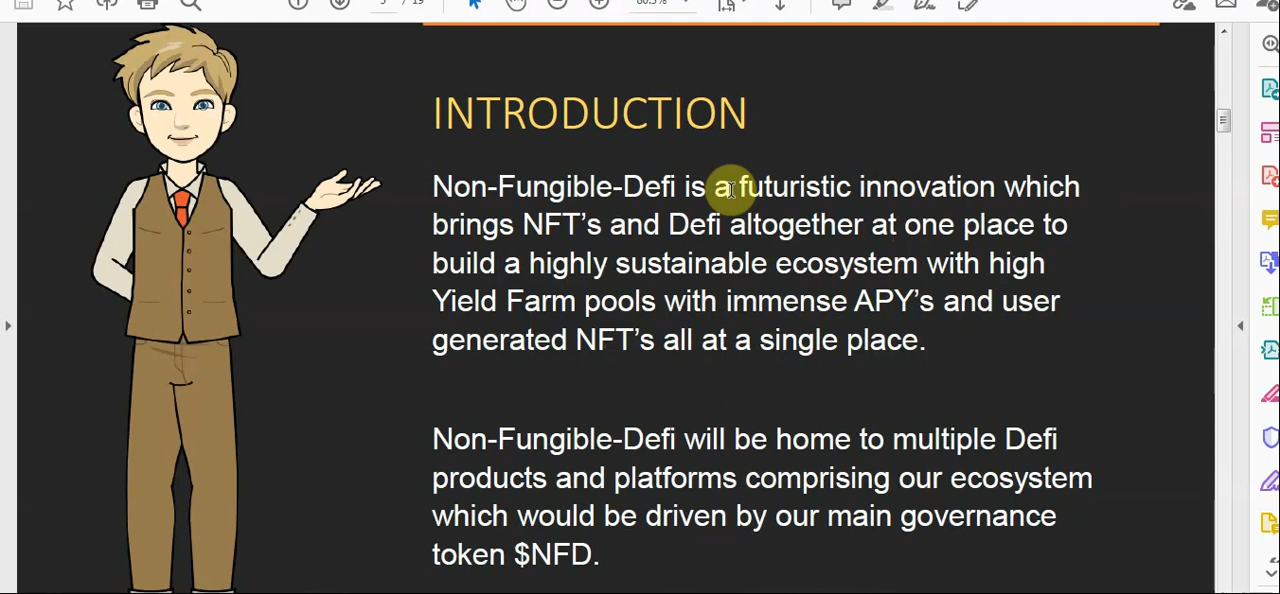 / 19
INTRODUCTION
Non-Fungible-Defi is a futuristic innovation which
brings NFT's and Defi altogether at one place to
build a highly sustainable ecosystem with high
Yield Farm pools with immense APY's and user
generated NFT's all at a single place.
Non-Fungible-Defi will be home to multiple Defi
products and platforms comprising our ecosystem
which would be driven by our main governance
token $NFD.